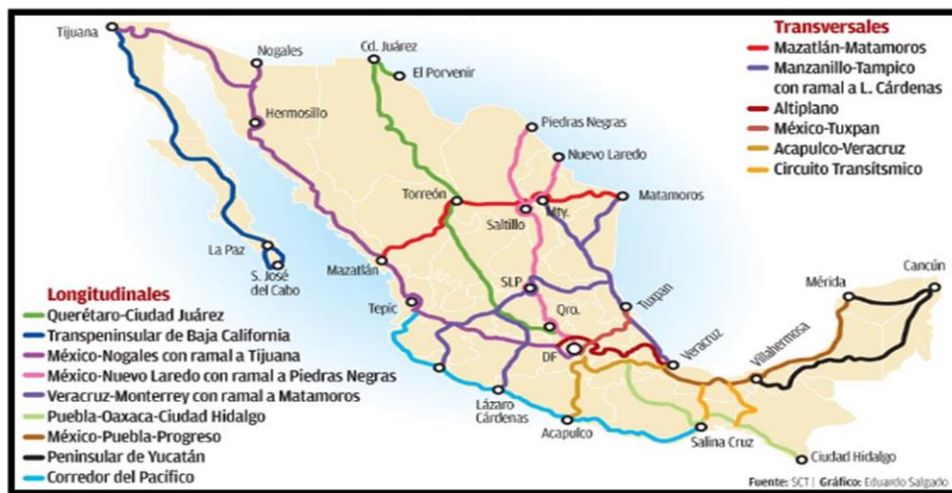 Tijuana
Nogales
Cd. Juárez
El Porvenir
Hermosillo
Piedras Negras
Nuevo Laredo
Torreón
Saltillo
Mty.
Matamoros
La Paz
S. José
del Cabo
Mazatlán
Tepic
SLP
Qro.
Tuxpan
DF
Veracruz
Villahermosa
Mérida
Cancún
Lázaro
Cárdenas
Acapulco
Salina Cruz
Ciudad Hidalgo
Transversales
Mazatlán-Matamoros
Manzanillo-Tampico
con ramal a L. Cárdenas
Altiplano
México-Tuxpan
Acapulco-Veracruz
Circuito Transítsmico
Longitudinales
Querétaro-Ciudad Juárez
Transpeninsular de Baja California
México-Nogales con ramal a Tijuana
México-Nuevo Laredo con ramal a Piedras Negras
Veracruz-Monterrey con ramal a Matamoros
Puebla-Oaxaca-Ciudad Hidalgo
México-Puebla-Progreso
Peninsular de Yucatán
Corredor del Pacífico
Fuente: SCT | Gráfico: Eduardo Salgado